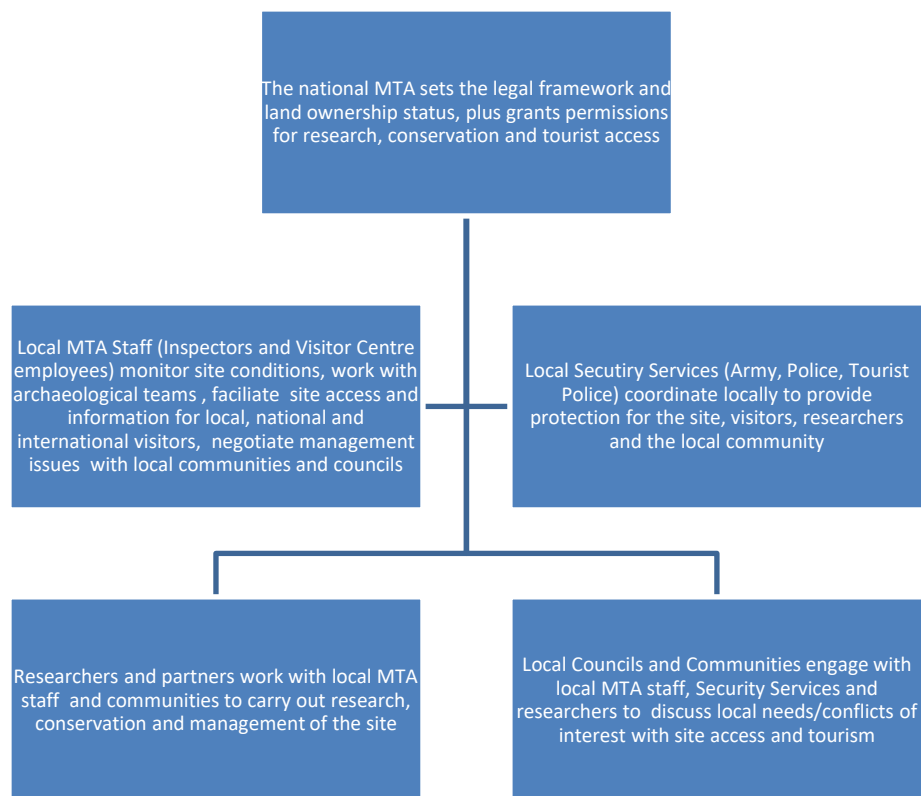 The national MTA sets the legal framework and
land ownership status, plus grants permissions
for research, conservation and tourist access
Local MTA Staff (Inspectors and Visitor Centre
employees) monitor site conditions, work with
archaeological teams , faciliate  site access and
information for local, national and
international visitors,  negotiate management
issues  with local communities and councils
Local Secutiry Services (Army, Police, Tourist
Police) coordinate locally to provide
protection for the site, visitors, researchers
and the local community
Researchers and partners work with local MTA
staff  and communities to carry out research,
conservation and management of the site
Local Councils and Communities engage with
local MTA staff, Security Services and
researchers to  discuss local needs/conflicts of
interest with site access and tourism